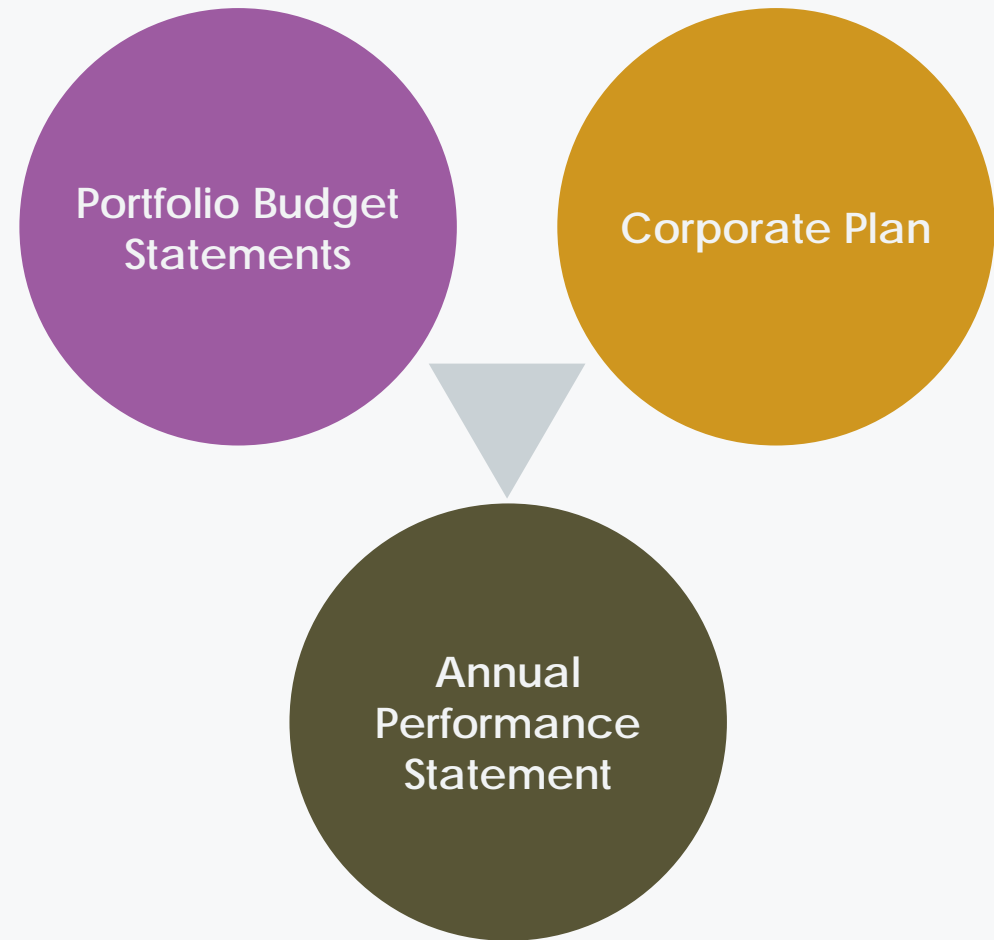 Portfolio Budget
Statements
Corporate Plan
Annual
Performance
Statement